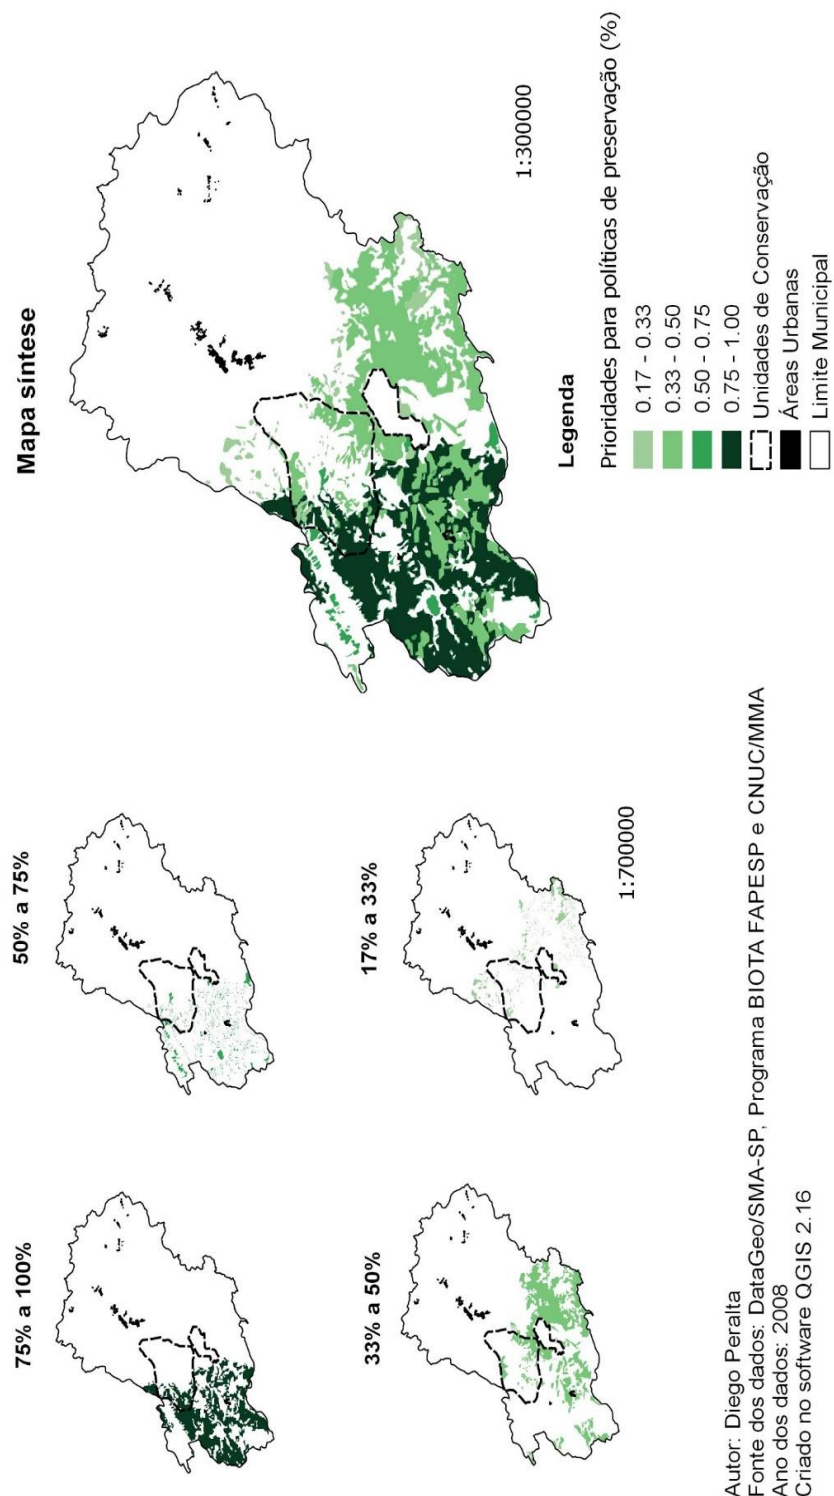 75% a 100%
50% a 75%
33% a 50%
17% a 33%
1:700000
Mapa síntese
1:300000
Legenda
Prioridades para políticas de preservação (%)
0.17 - 0.33
0.33 - 0.50
0.50 - 0.75
0.75 - 1.00
Unidades de Conservação
Áreas Urbanas
Limite Municipal
Autor: Diego Peralta
Fonte dos dados: DataGeo/SMA-SP, Programa BIOTA FAPESP e CNUC/MMA
Ano dos dados: 2008
Criado no software QGIS 2.16